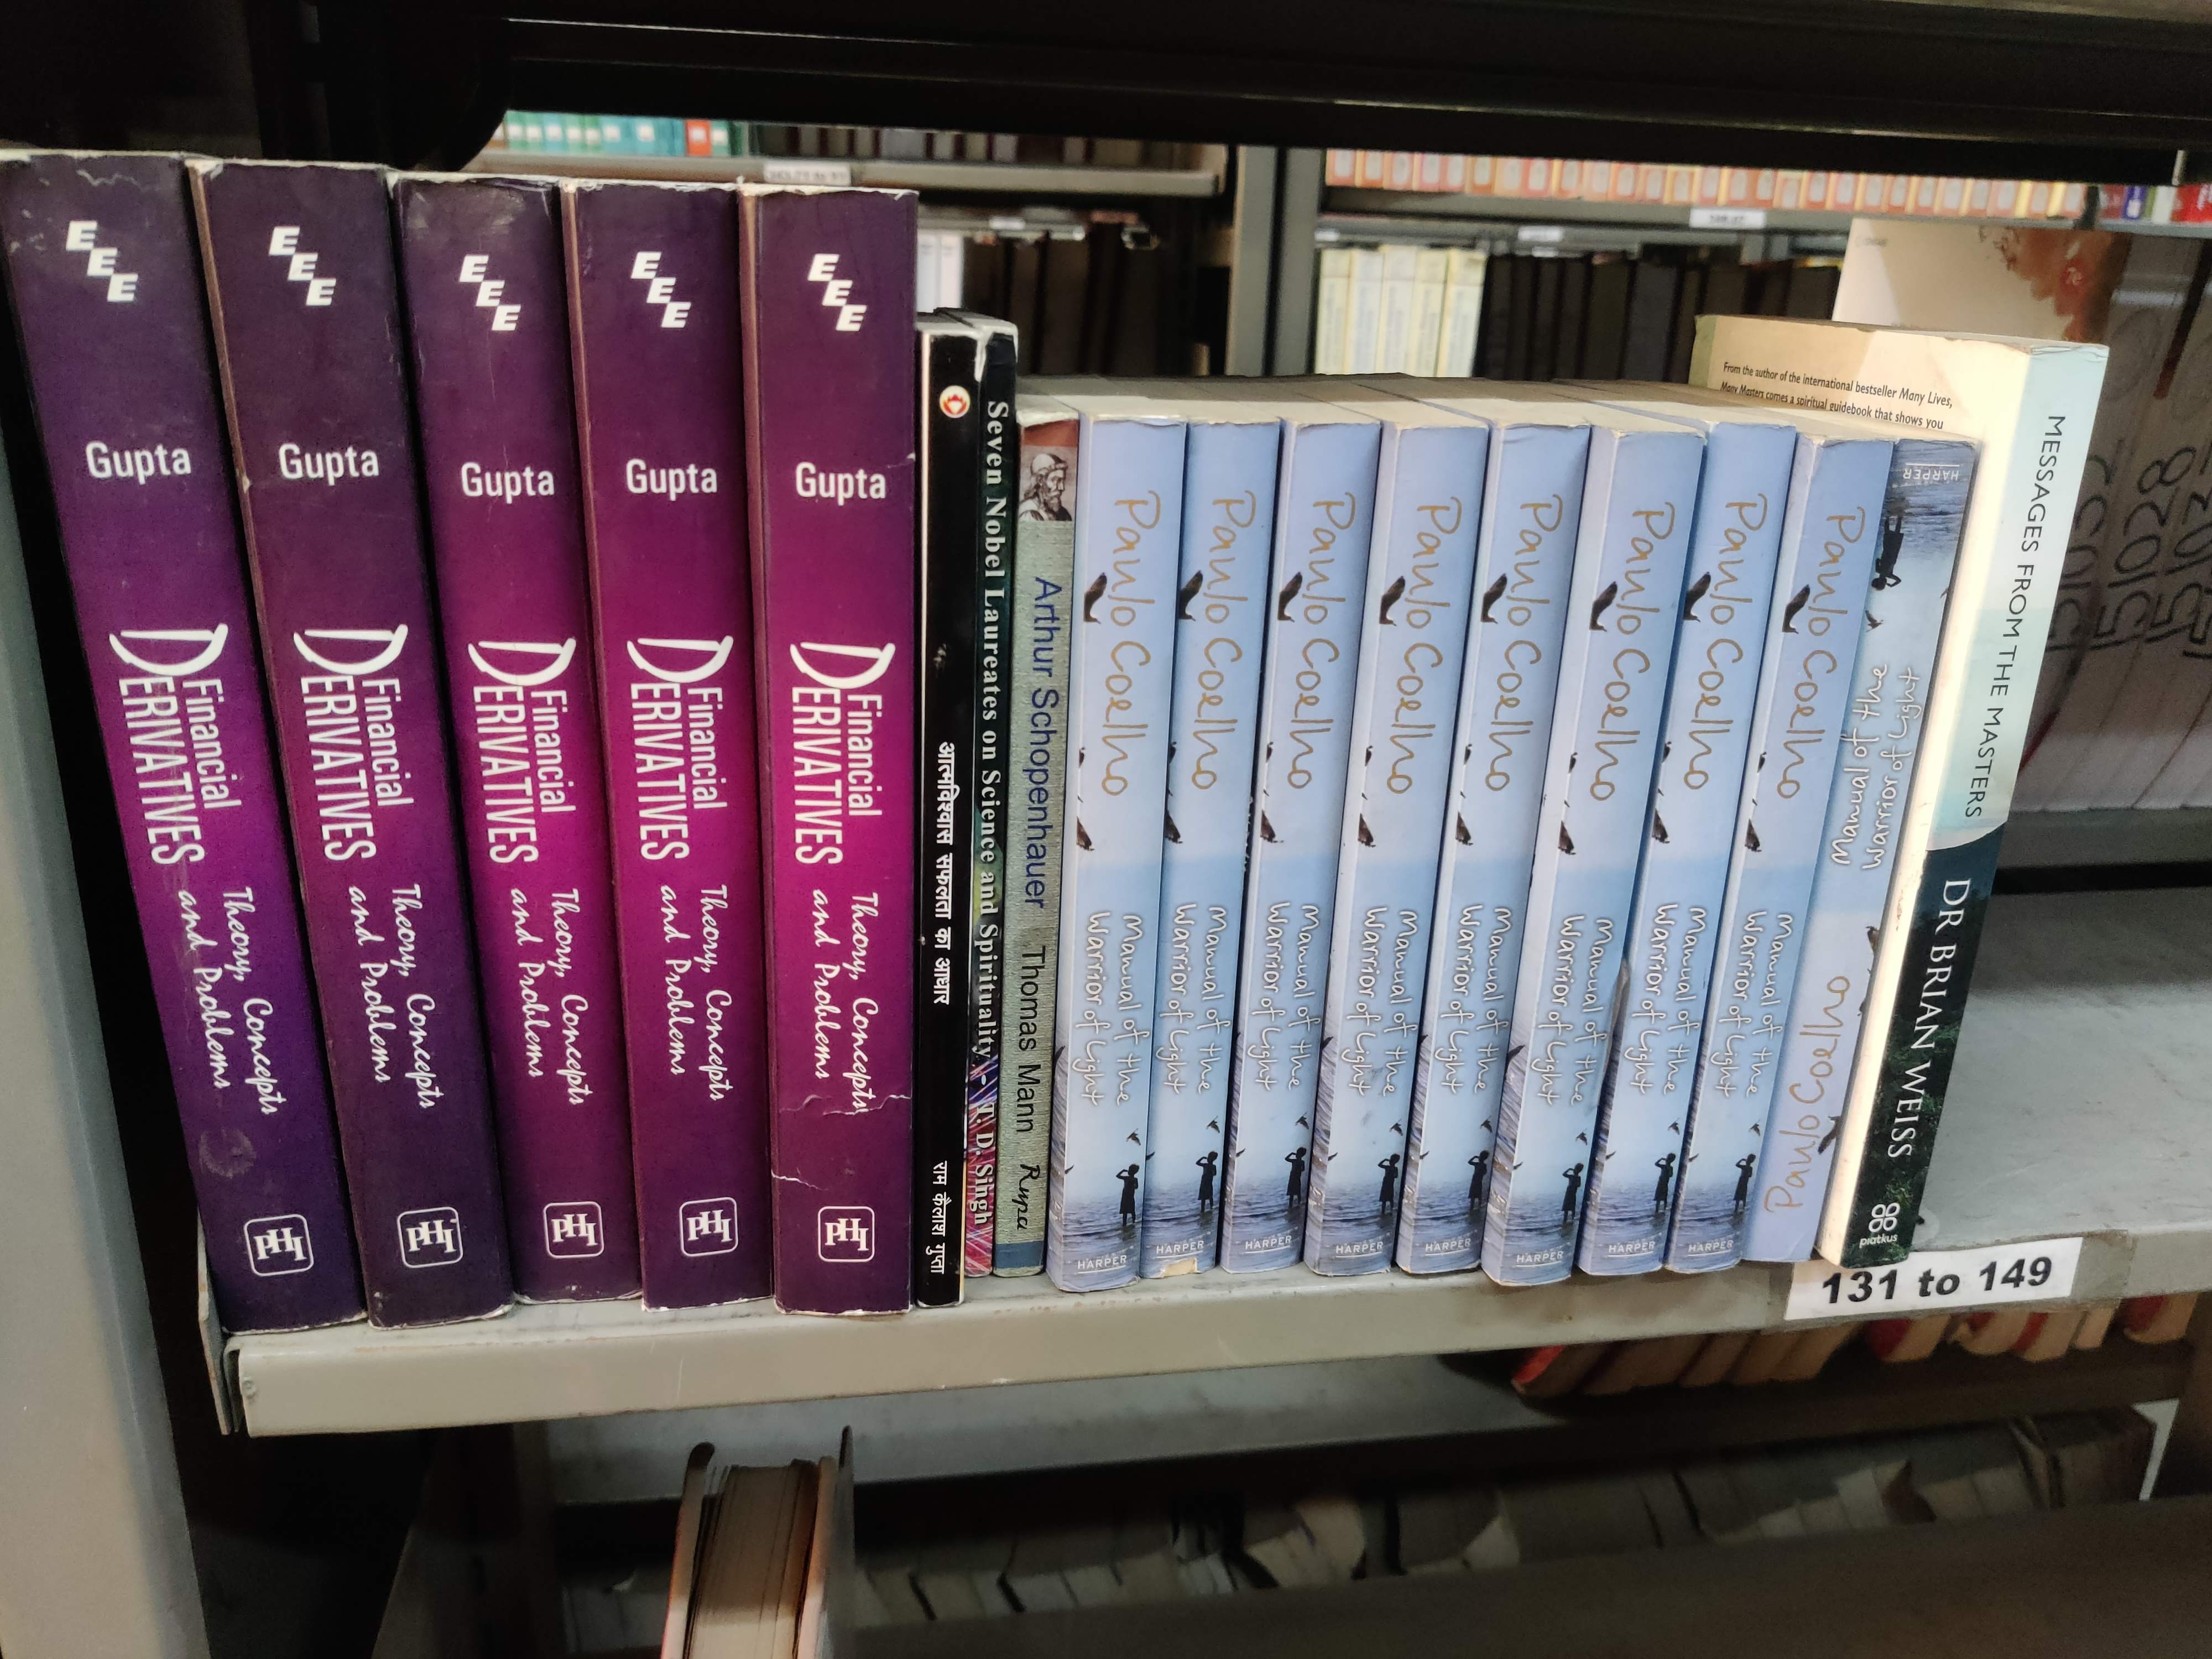 EEE
Gupta
Financial
DERIVATIVES
Theory, Concepts
and Problems
PHI
EEE
Gupta
Financial
DERIVATIVES
Theory, Concepts
and Problems
PHI
EEE
Gupta
Financial
DERIVATIVES
Theory, Concepts
and Problems
PHI
EEE
Gupta
Financial
DERIVATIVES
Theory, Concepts
and Problems
PHI
EEE
Gupta
Financial
DERIVATIVES
Theory, Concepts
and Problems
PHI
आत्मविश्वास सफलता का आधार राम कैलाश गुप्ता
Seven Nobel Laureates on Science and Spirituality - T. D. Singh
Arthur Schopenhauer Thomas Mann Rupa
Paulo Coelho
Manual of the
Warrior of Light
HARPER
Paulo Coelho
Manual of the
Warrior of Light
HARPER
Paulo Coelho
Manual of the
Warrior of Light
HARPER
Paulo Coelho
Manual of the
Warrior of Light
HARPER
Paulo Coelho
Manual of the
Warrior of Light
HARPER
Paulo Coelho
Manual of the
Warrior of Light
HARPER
Paulo Coelho
Manual of the
Warrior of Light
HARPER
Paulo Coelho
Manual of the
Warrior of Light
HARPER
Paulo Coelho
Manual of the
Warrior of Light
HARPER
From the author of the international bestseller Many Lives,
Many Masters comes a spiritual guidebook that shows you
MESSAGES FROM THE MASTERS
DR BRIAN WEISS
piatkus
7e
51028
131 to 149